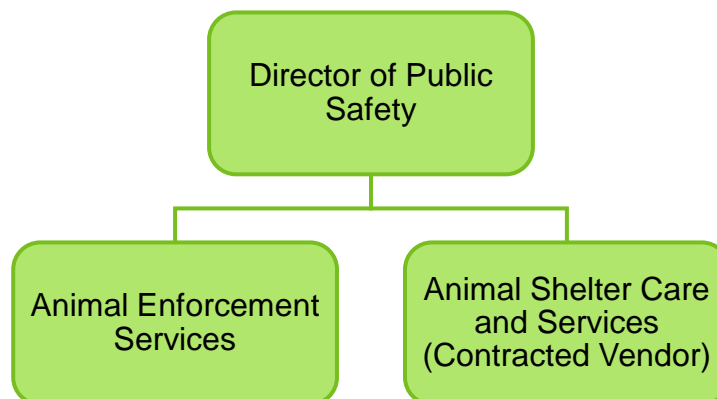 Director of Public
Safety
Animal Enforcement
Services
Animal Shelter Care
and Services
(Contracted Vendor)